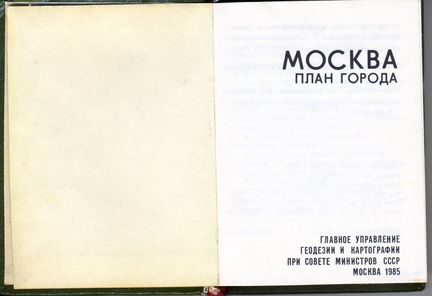 МОСКВА
ПЛАН ГОРОДА
ГЛАВНОЕ УПРАВЛЕНИЕ
ГЕОДЕЗИИ И КАРТОГРАФИИ
ПРИ СОВЕТЕ МИНИСТРОВ СССР
МОСКВА 1985